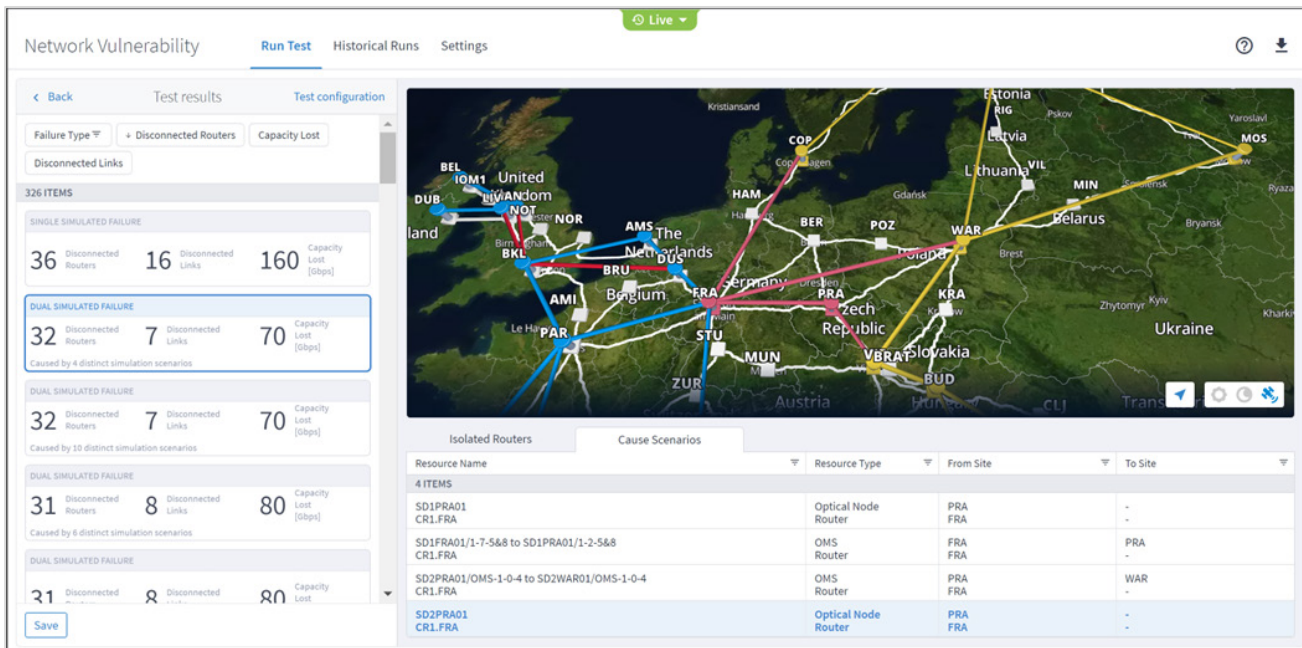 Live
Network Vulnerability
Run Test
Historical Runs
Settings
Back
Test results
Test configuration
Failure Type
Disconnected Routers
Capacity Lost
Disconnected Links
326 ITEMS
SINGLE SIMULATED FAILURE
36 Disconnected Routers
16 Disconnected Links
160 Capacity Lost [Gbps]
DUAL SIMULATED FAILURE
32 Disconnected Routers
7 Disconnected Links
70 Capacity Lost [Gbps]
Caused by 4 distinct simulation scenarios
DUAL SIMULATED FAILURE
32 Disconnected Routers
7 Disconnected Links
70 Capacity Lost [Gbps]
Caused by 10 distinct simulation scenarios
DUAL SIMULATED FAILURE
31 Disconnected Routers
8 Disconnected Links
80 Capacity Lost [Gbps]
Caused by 6 distinct simulation scenarios
DUAL SIMULATED FAILURE
31 Disconnected
8 Disconnected
80 Capacity Lost
Save
Kristiansand
Estonia
RIG
Pskov
Yaroslavl
Latvia
COP
MOS
BEL
IOM1
United
Lithuania
VIL
MIN
DUB
NOT
NOR
HAM
Gdańsk
Ryaza
Belarus
Bryansk
AMS
The
Netherlands
BER
POZ
WAR
Brest
BKL
DUS
BRU
Belgium
Germany
AMI
FRA
PRA
Czech
Republic
KRA
Zhytomyr
Kyiv
Kharki
Ukraine
Le Ha
PAR
STU
MUN
BRAT
Slovakia
BUD
ZUR
Austria
CLJ
Isolated Routers
Cause Scenarios
Resource Name
Resource Type
From Site
To Site
4 ITEMS
SD1PRA01 Optical Node PRA -
CR1.FRA Router FRA -
SD1FRA01/1-7-5&8 to SD1PRA01/1-2-5&8 OMS FRA PRA
CR1.FRA Router FRA -
SD2PRA01/OMS-1-0-4 to SD2WAR01/OMS-1-0-4 OMS PRA WAR
CR1.FRA Router FRA -
SD2PRA01 Optical Node PRA -
CR1.FRA Router FRA -